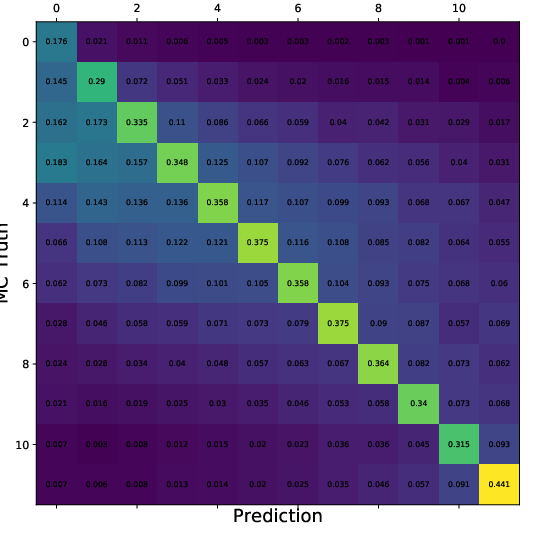 0 2 4 6 8 10
0 0.176 0.021 0.011 0.006 0.005 0.003 0.003 0.002 0.003 0.001 0.001 0.0
0.145 0.29 0.072 0.051 0.033 0.024 0.02 0.016 0.015 0.014 0.004 0.006
2 0.162 0.173 0.335 0.11 0.086 0.066 0.059 0.04 0.042 0.031 0.029 0.017
0.183 0.164 0.157 0.348 0.125 0.107 0.092 0.076 0.062 0.056 0.04 0.031
4 0.114 0.143 0.136 0.136 0.358 0.117 0.107 0.099 0.093 0.068 0.067 0.047
0.066 0.108 0.113 0.122 0.121 0.375 0.116 0.108 0.085 0.082 0.064 0.055
6 0.062 0.073 0.082 0.099 0.101 0.105 0.358 0.104 0.093 0.075 0.068 0.06
0.028 0.046 0.058 0.059 0.071 0.073 0.079 0.375 0.09 0.087 0.057 0.069
8 0.024 0.028 0.034 0.04 0.048 0.057 0.063 0.067 0.364 0.082 0.073 0.062
0.021 0.016 0.019 0.025 0.03 0.035 0.046 0.053 0.058 0.34 0.073 0.068
10 0.007 0.003 0.008 0.012 0.015 0.02 0.023 0.036 0.036 0.045 0.315 0.093
0.007 0.006 0.008 0.013 0.014 0.02 0.025 0.035 0.046 0.057 0.091 0.441
MC Truth
Prediction